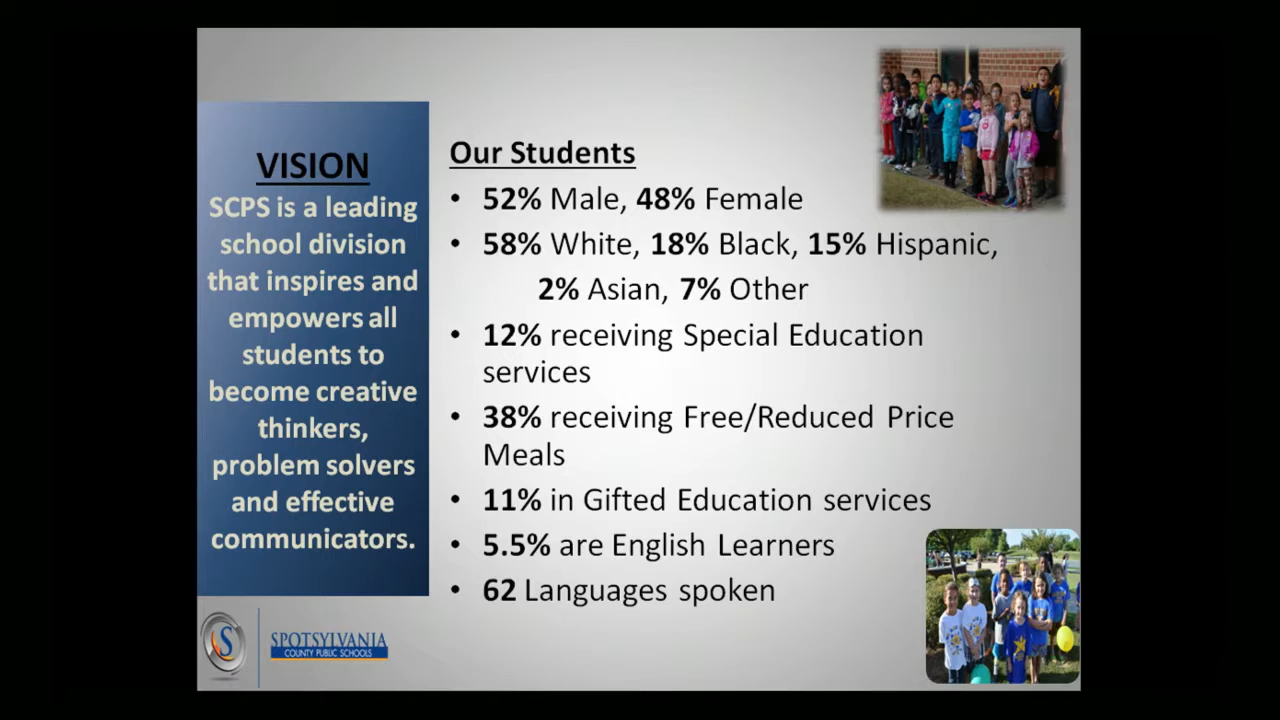 VISION
SCPS is a leading
school division
that inspires and
empowers all
students to
become creative
thinkers,
problem solvers
and effective
communicators.
Our Students
• 52% Male, 48% Female
• 58% White, 18% Black, 15% Hispanic,
2% Asian, 7% Other
• 12% receiving Special Education
services
• 38% receiving Free/Reduced Price
Meals
• 11% in Gifted Education services
• 5.5% are English Learners
• 62 Languages spoken
S
SPOTSYLVANIA
COUNTY PUBLIC SCHOOLS